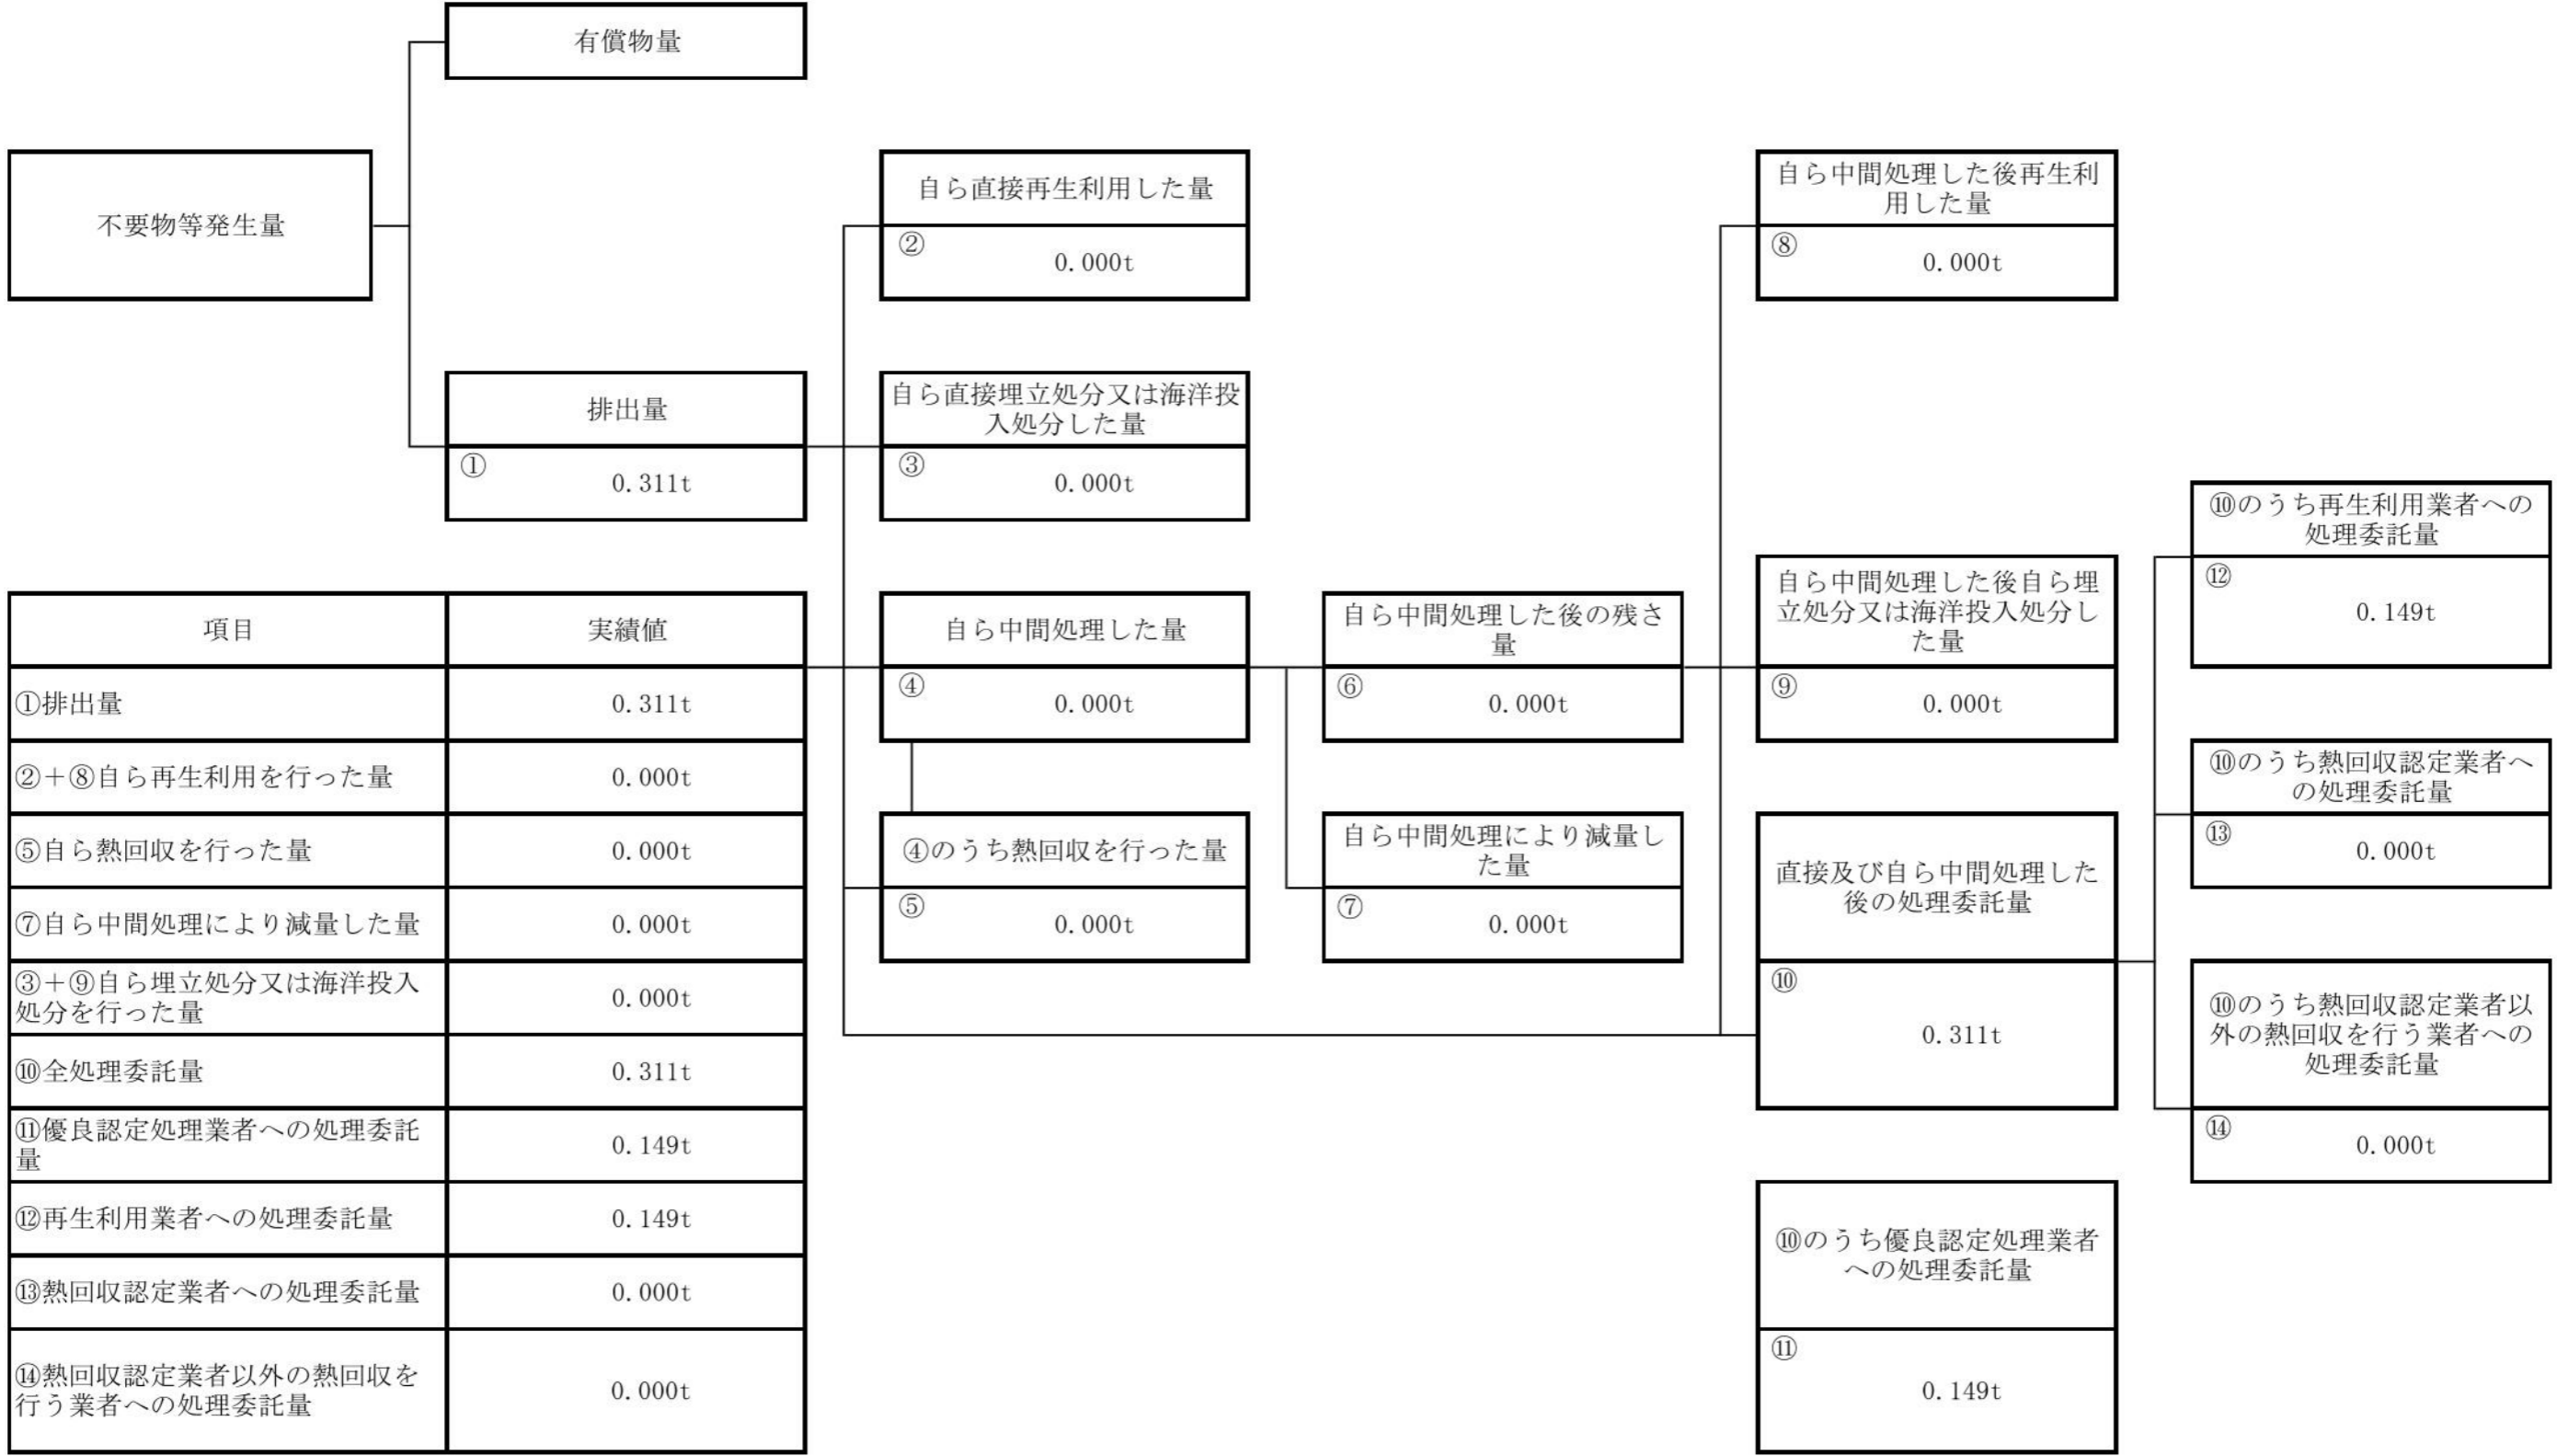 有償物量
不要物等発生量
自ら直接再生利用した量
②
0.000t
自ら中間処理した後再生利
用した量
⑧
0.000t
排出量
①
0.311t
自ら直接埋立処分又は海洋投
入処分した量
③
0.000t
自ら中間処理した量
④
0.000t
④のうち熱回収を行った量
⑤
0.000t
自ら中間処理した後の残さ
量
⑥
0.000t
自ら中間処理により減量し
た量
⑦
0.000t
自ら中間処理した後自ら埋
立処分又は海洋投入処分し
た量
⑨
0.000t
直接及び自ら中間処理した
後の処理委託量
⑩
0.311t
⑩のうち優良認定処理業者
への処理委託量
⑪
0.149t
⑩のうち再生利用業者への
処理委託量
⑫
0.149t
⑩のうち熱回収認定業者へ
の処理委託量
⑬
0.000t
⑩のうち熱回収認定業者以
外の熱回収を行う業者への
処理委託量
⑭
0.000t
項目 実績値
①排出量 0.311t
②+⑧自ら再生利用を行った量 0.000t
⑤自ら熱回収を行った量 0.000t
⑦自ら中間処理により減量した量 0.000t
③+⑨自ら埋立処分又は海洋投入
処分を行った量 0.000t
⑩全処理委託量 0.311t
⑪優良認定処理業者への処理委託
量 0.149t
⑫再生利用業者への処理委託量 0.149t
⑬熱回収認定業者への処理委託量 0.000t
⑭熱回収認定業者以外の熱回収を
行う業者への処理委託量 0.000t